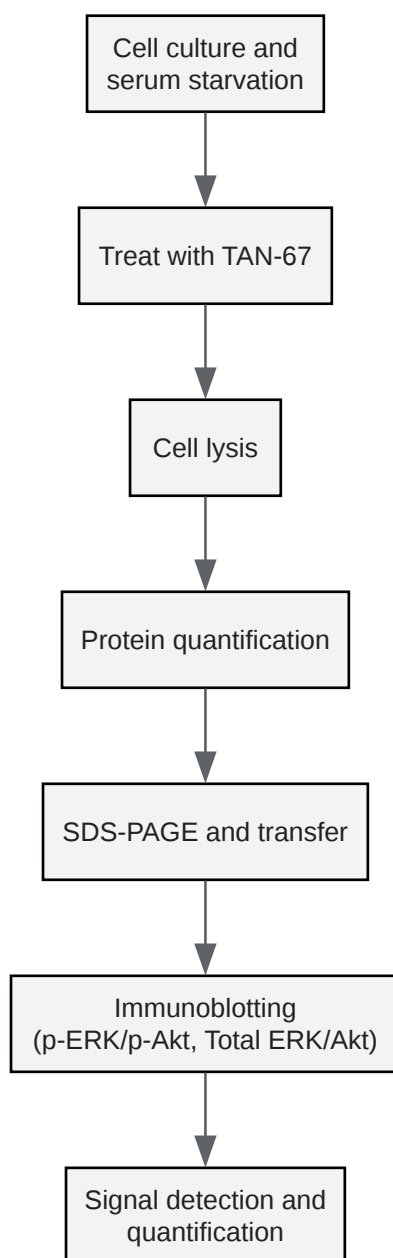 Cell culture and
serum starvation
Treat with TAN-67
Cell lysis
Protein quantification
SDS-PAGE and transfer
Immunoblotting
(p-ERK/p-Akt, Total ERK/Akt)
Signal detection and
quantification